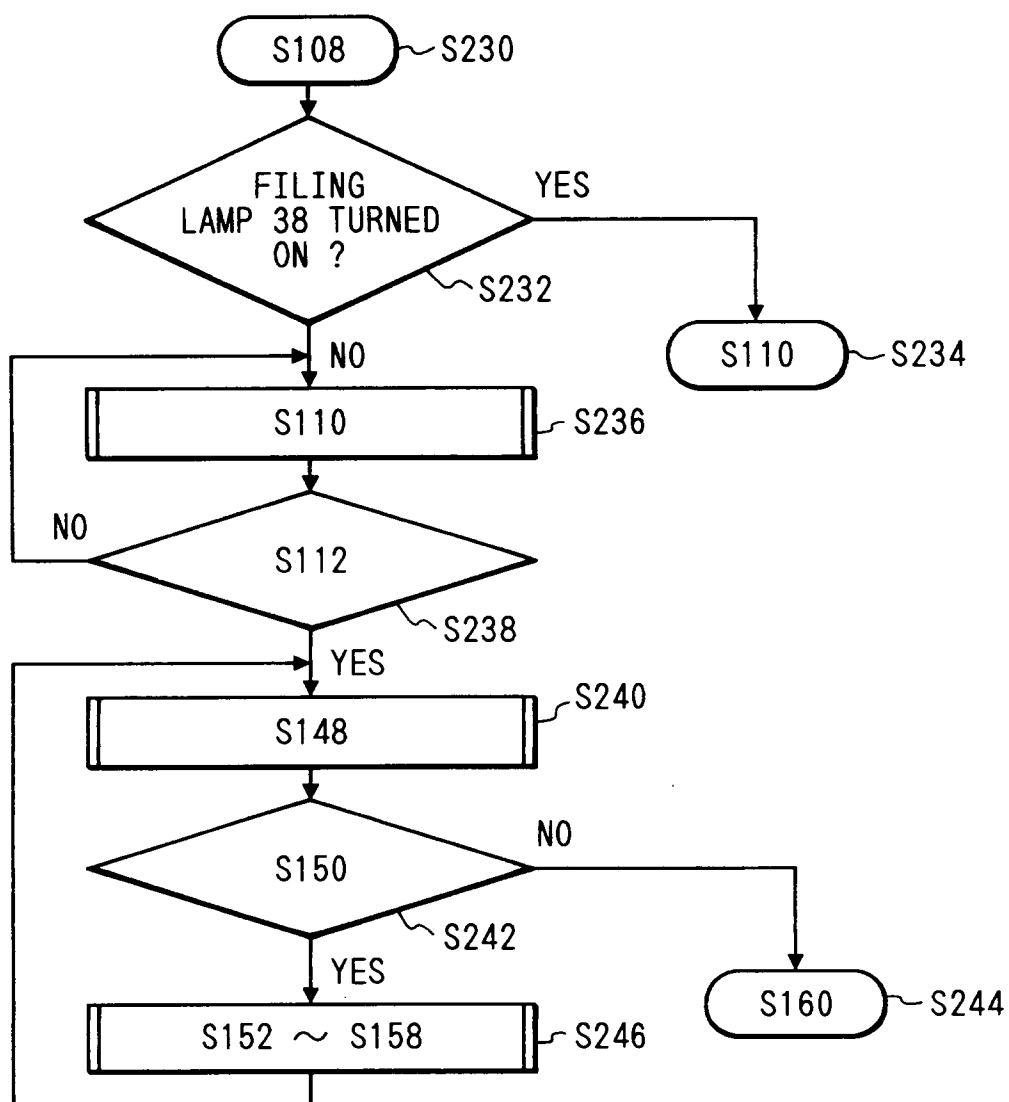 S108 S230
FILING
LAMP 38 TURNED
ON ?
YES
S232
S110 S234
NO
S110 S236
NO
S112
S238
YES
S148 S240
S150
NO
S242
YES
S160 S244
S152 ~ S158 S246